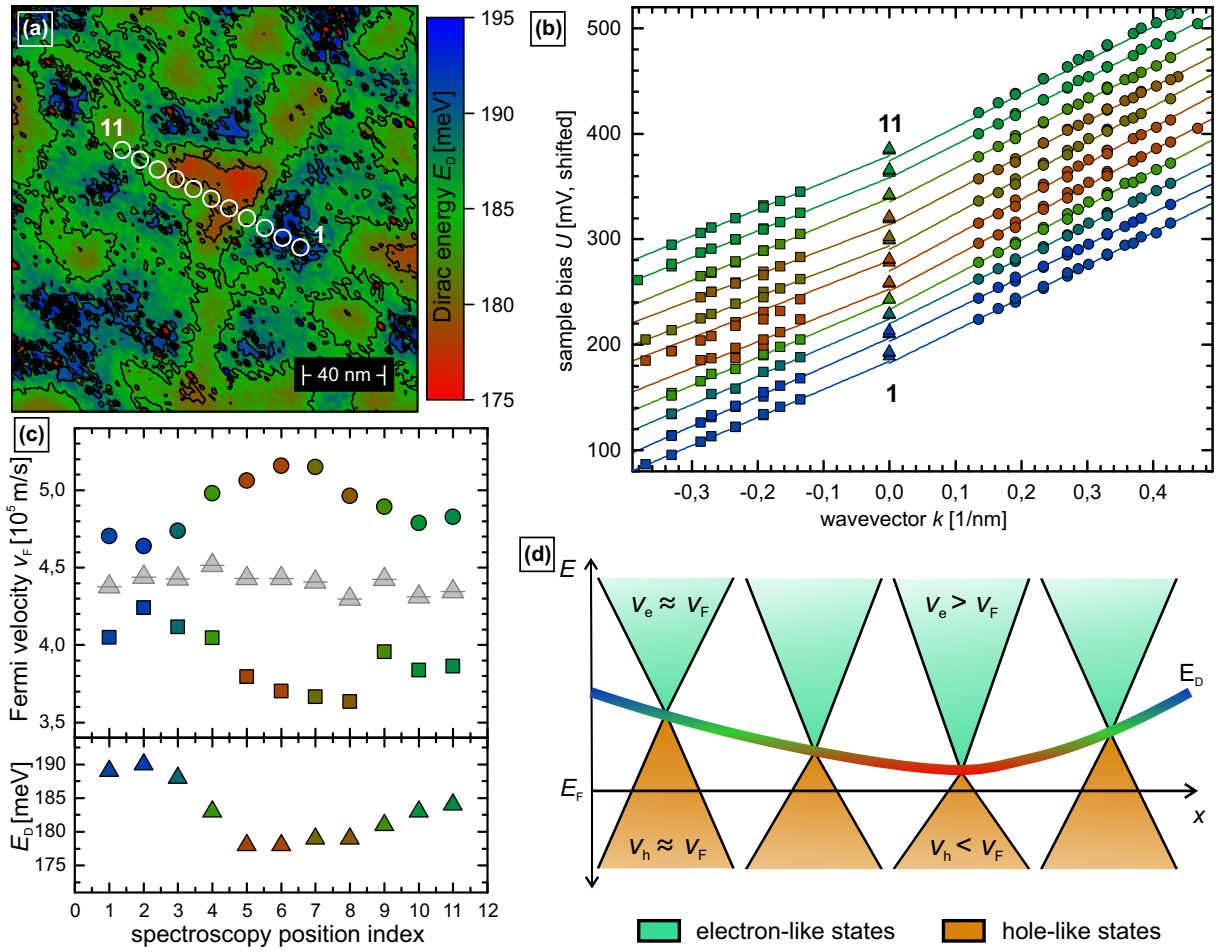 (a)
11
1
40 nm
195
190
185
180
175
Dirac energy E_D [meV]
(b)
500
400
300
200
100
sample bias U [mV, shifted]
11
1
-0,3 -0,2 -0,1 0,0 0,1 0,2 0,3 0,4
wavevector k [1/nm]
(c)
5,0
4,5
4,0
3,5
Fermi velocity v_F [10^5 m/s]
190
185
180
175
E_D [meV]
0 1 2 3 4 5 6 7 8 9 10 11 12
spectroscopy position index
(d)
E
v_e ≈ v_F
v_e > v_F
E_D
E_F
x
v_h ≈ v_F
v_h < v_F
electron-like states
hole-like states